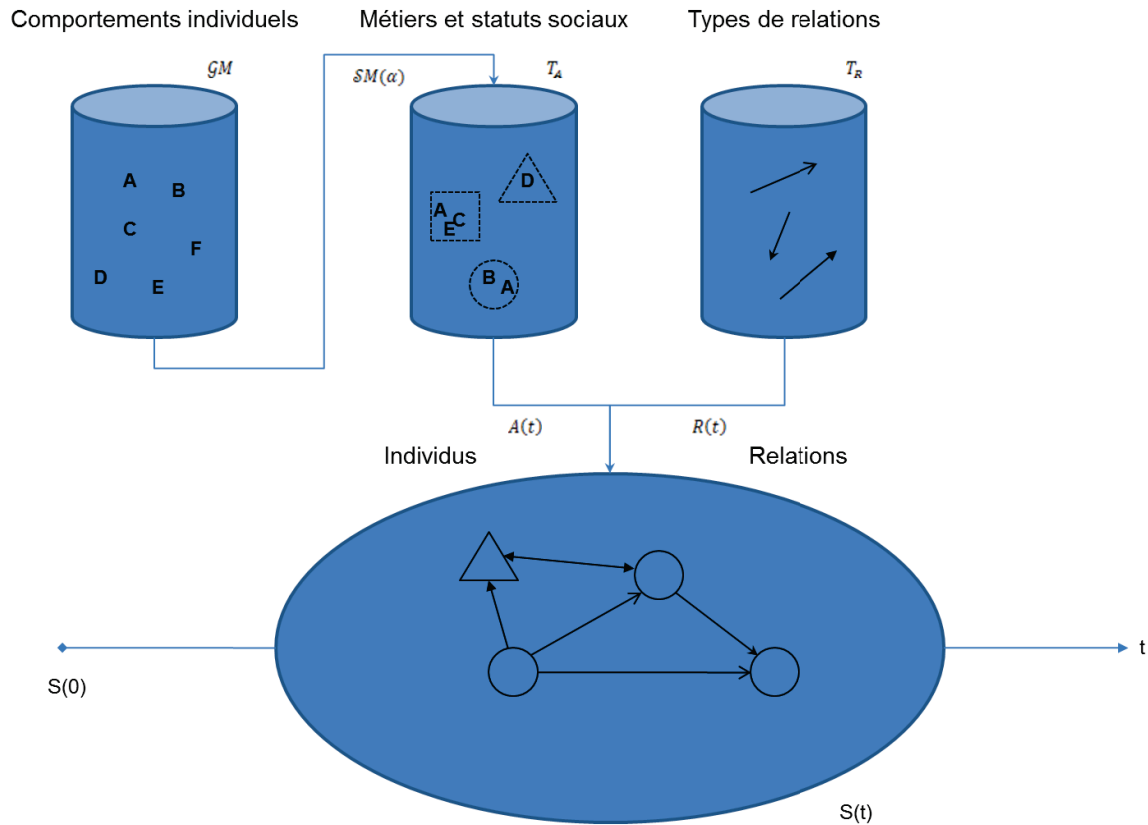 Comportements individuels
Métiers et statuts sociaux
Types de relations
𝒢M
𝒮M(α)
T_A
T_R
A
B
C
F
D
E
D
A
C
E
B
A
A(t)
R(t)
Individus
Relations
t
S(0)
S(t)